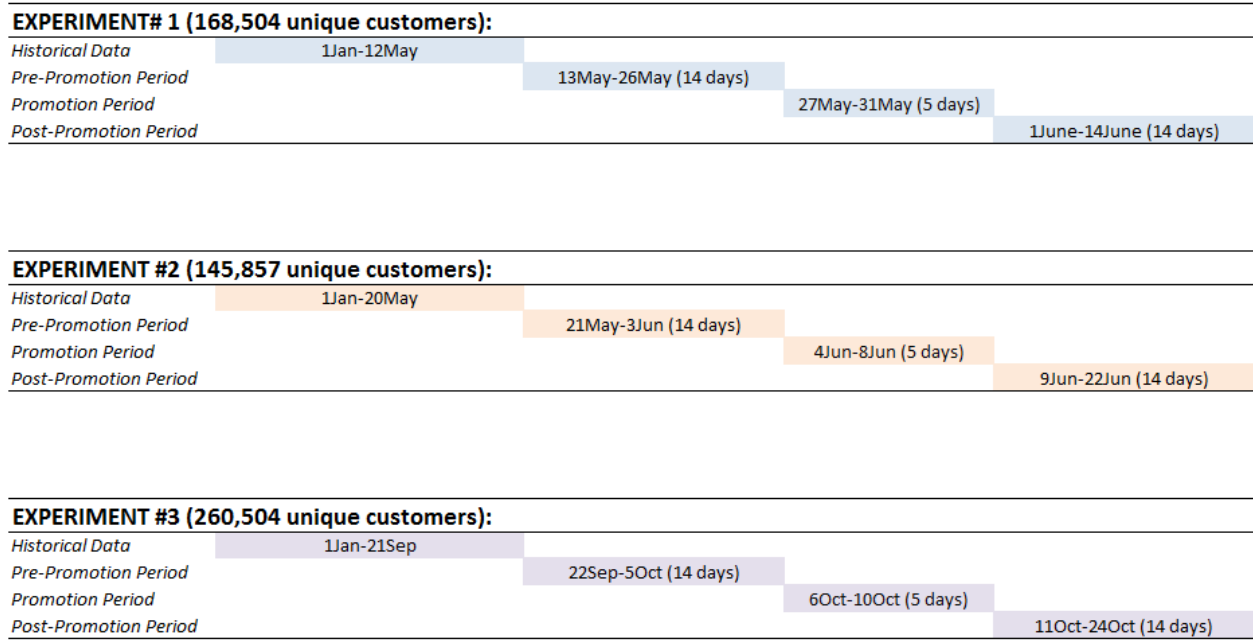 EXPERIMENT# 1 (168,504 unique customers):
Historical Data 1Jan-12May
Pre-Promotion Period 13May-26May (14 days)
Promotion Period 27May-31May (5 days)
Post-Promotion Period 1June-14June (14 days)
EXPERIMENT #2 (145,857 unique customers):
Historical Data 1Jan-20May
Pre-Promotion Period 21May-3Jun (14 days)
Promotion Period 4Jun-8Jun (5 days)
Post-Promotion Period 9Jun-22Jun (14 days)
EXPERIMENT #3 (260,504 unique customers):
Historical Data 1Jan-21Sep
Pre-Promotion Period 22Sep-5Oct (14 days)
Promotion Period 6Oct-10Oct (5 days)
Post-Promotion Period 11Oct-24Oct (14 days)